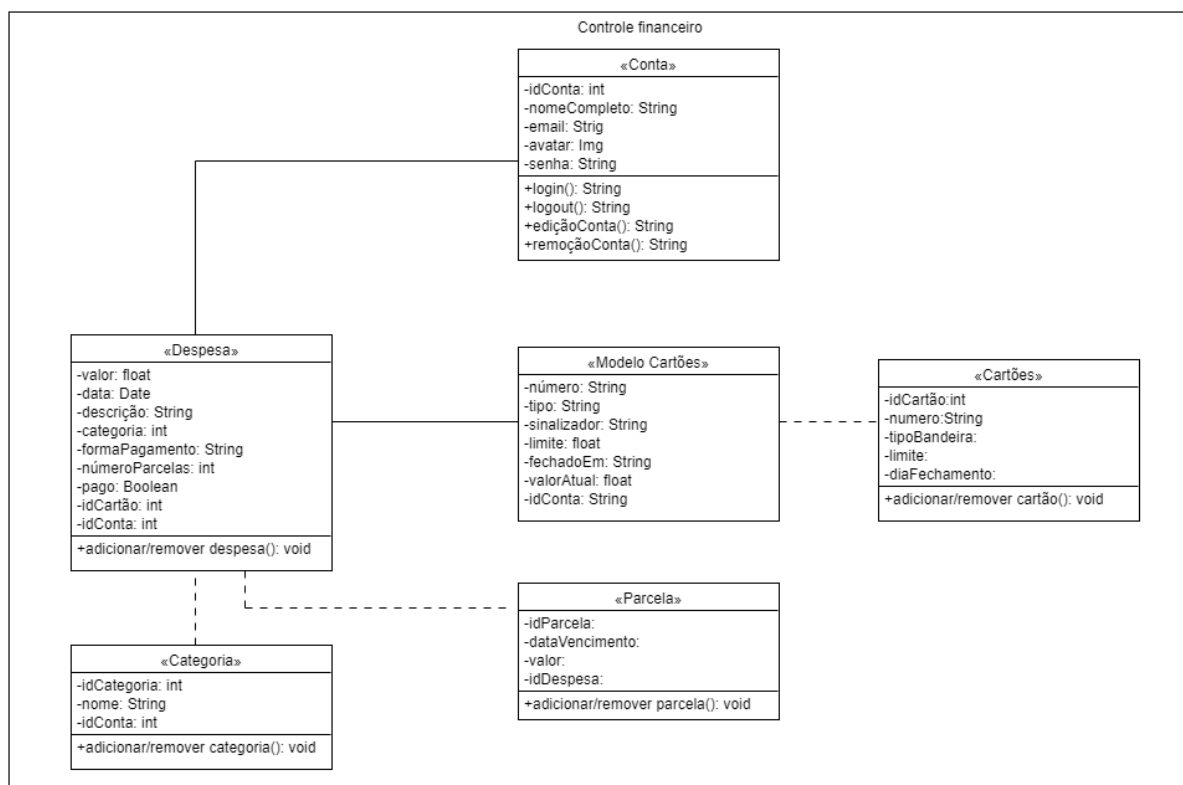 Controle financeiro
«Conta»
-idConta: int
-nomeCompleto: String
-email: Strig
-avatar: Img
-senha: String
+login(): String
+logout(): String
+ediçãoConta(): String
+remoçãoConta(): String
«Despesa»
-valor: float
-data: Date
-descrição: String
-categoria: int
-formaPagamento: String
-númeroParcelas: int
-pago: Boolean
-idCartão: int
-idConta: int
+adicionar/remover despesa(): void
«Modelo Cartões»
-número: String
-tipo: String
-sinalizador: String
-limite: float
-fechadoEm: String
-valorAtual: float
-idConta: String
«Cartões»
-idCartão:int
-numero:String
-tipoBandeira:
-limite:
-diaFechamento:
+adicionar/remover cartão(): void
«Parcela»
-idParcela:
-dataVencimento:
-valor:
-idDespesa:
+adicionar/remover parcela(): void
«Categoria»
-idCategoria: int
-nome: String
-idConta: int
+adicionar/remover categoria(): void